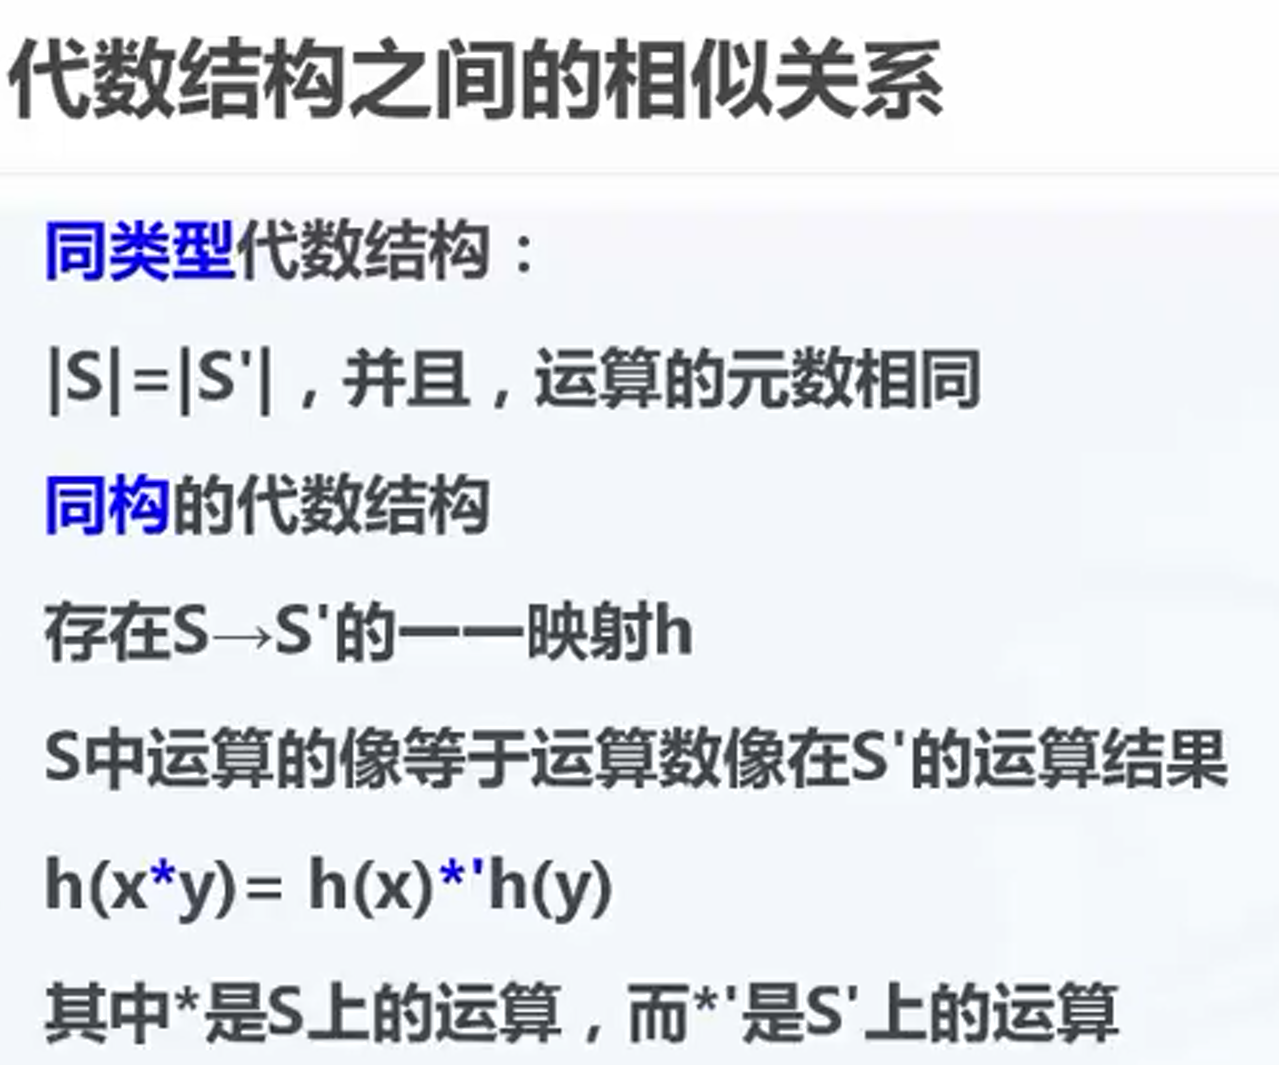 代数结构之间的相似关系
同类型代数结构：
|S|=|S'|，并且，运算的元数相同
同构的代数结构
存在S→S'的一一映射h
S中运算的像等于运算数像在S'的运算结果
h(x*y)= h(x)*'h(y)
其中*是S上的运算，而*'是S'上的运算